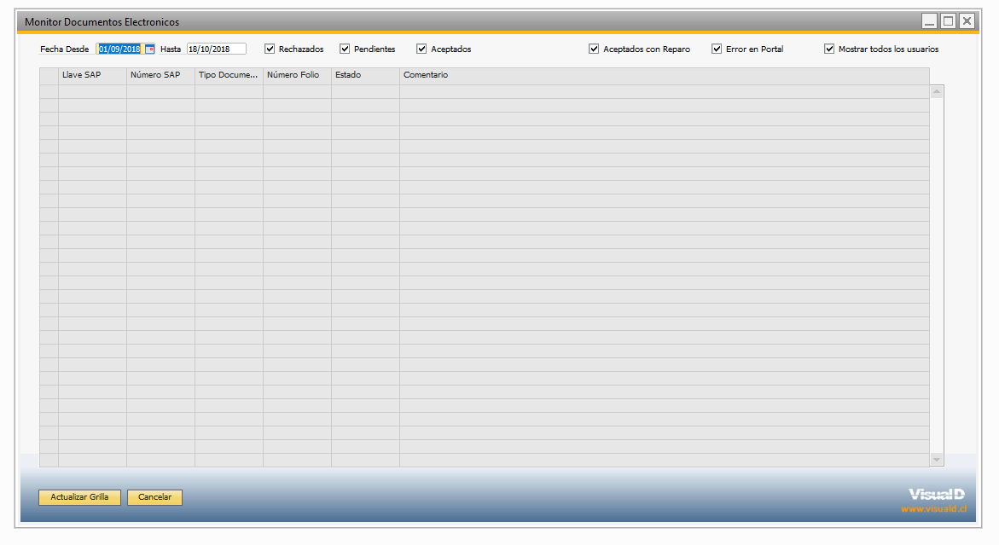 Monitor Documentos Electronicos
Fecha Desde 01/09/2018 Hasta 18/10/2018 Rechazados Pendientes Aceptados Aceptados con Reparo Error en Portal Mostrar todos los usuarios
Llave SAP Número SAP Tipo Docume... Número Folio Estado Comentario
Actualizar Grilla Cancelar
VisualD
www.visuald.cl